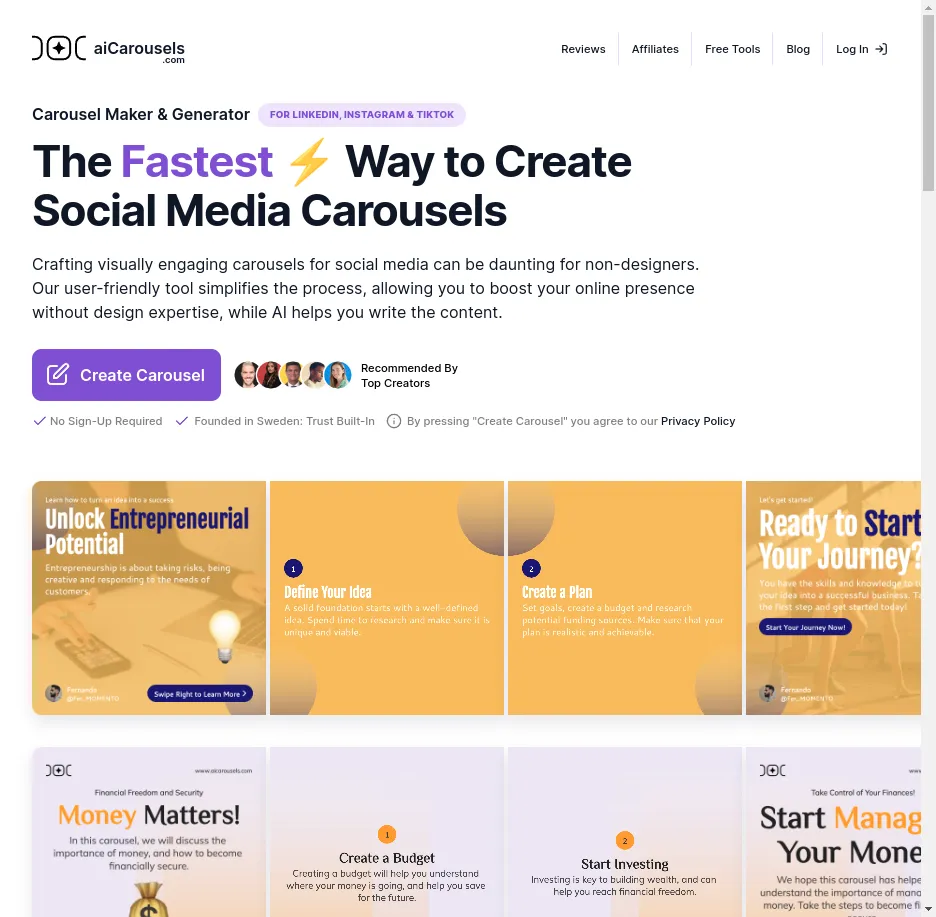 aiCarousels
.com
Reviews
Affiliates
Free Tools
Blog
Log In
Carousel Maker & Generator
FOR LINKEDIN, INSTAGRAM & TIKTOK
The Fastest ⚡ Way to Create
Social Media Carousels
Crafting visually engaging carousels for social media can be daunting for non-designers.
Our user-friendly tool simplifies the process, allowing you to boost your online presence
without design expertise, while AI helps you write the content.
Create Carousel
Recommended By
Top Creators
No Sign-Up Required
Founded in Sweden: Trust Built-In
By pressing "Create Carousel" you agree to our Privacy Policy
Learn how to turn an idea into a success
Unlock Entrepreneurial
Potential
Entrepreneurship is about taking risks, being
creative and responding to the needs of
customers.
Fernando
@Fer_MOMENTO
Swipe Right to Learn More
1
Define Your Idea
A solid foundation starts with a well-defined
idea. Spend time to research and make sure it is
unique and viable.
2
Create a Plan
Set goals, create a budget and research
potential funding sources. Make sure that your
plan is realistic and achievable.
Let's get started!
Ready to Start
Your Journey?
You have the skills and knowledge to
your idea into a successful business.
the first step and get started today!
Start Your Journey Now!
Fernando
@Fer_MOMENTO
www.aicarousels.com
Financial Freedom and Security
Money Matters!
In this carousel, we will discuss the
importance of money, and how to become
financially secure.
1
Create a Budget
Creating a budget will help you understand
where your money is going, and help you save
for the future.
2
Start Investing
Investing is key to building wealth, and can
help you reach financial freedom.
Take Control of Your Finances!
Start
Your
We hope this carousel has helped
understand the importance of
money. Take the steps to become